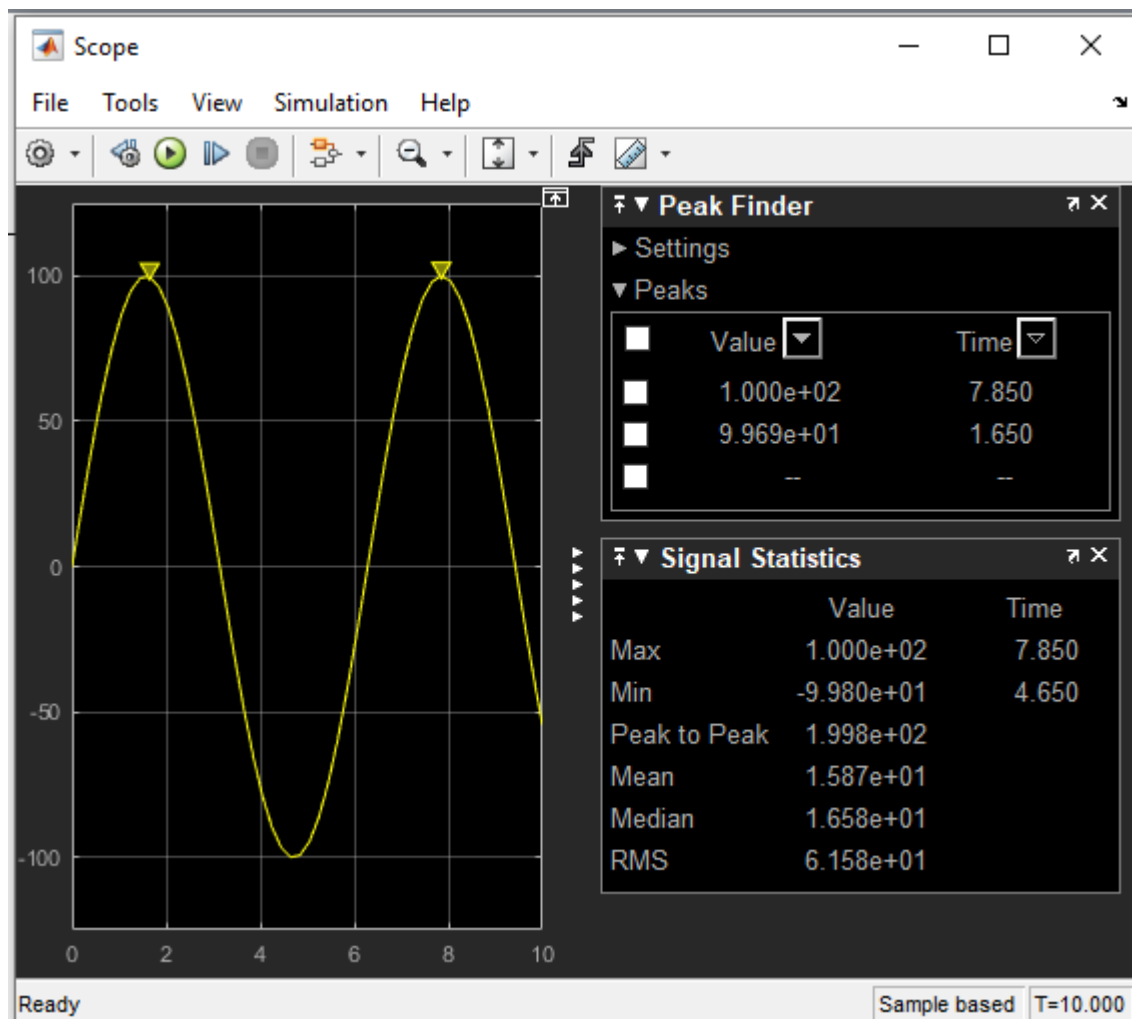 Scope
File Tools View Simulation Help
Peak Finder
Settings
Peaks
Value Time
1.000e+02 7.850
9.969e+01 1.650
-- --
Signal Statistics
Value Time
Max 1.000e+02 7.850
Min -9.980e+01 4.650
Peak to Peak 1.998e+02
Mean 1.587e+01
Median 1.658e+01
RMS 6.158e+01
100
50
0
-50
-100
0 2 4 6 8 10
Ready Sample based T=10.000